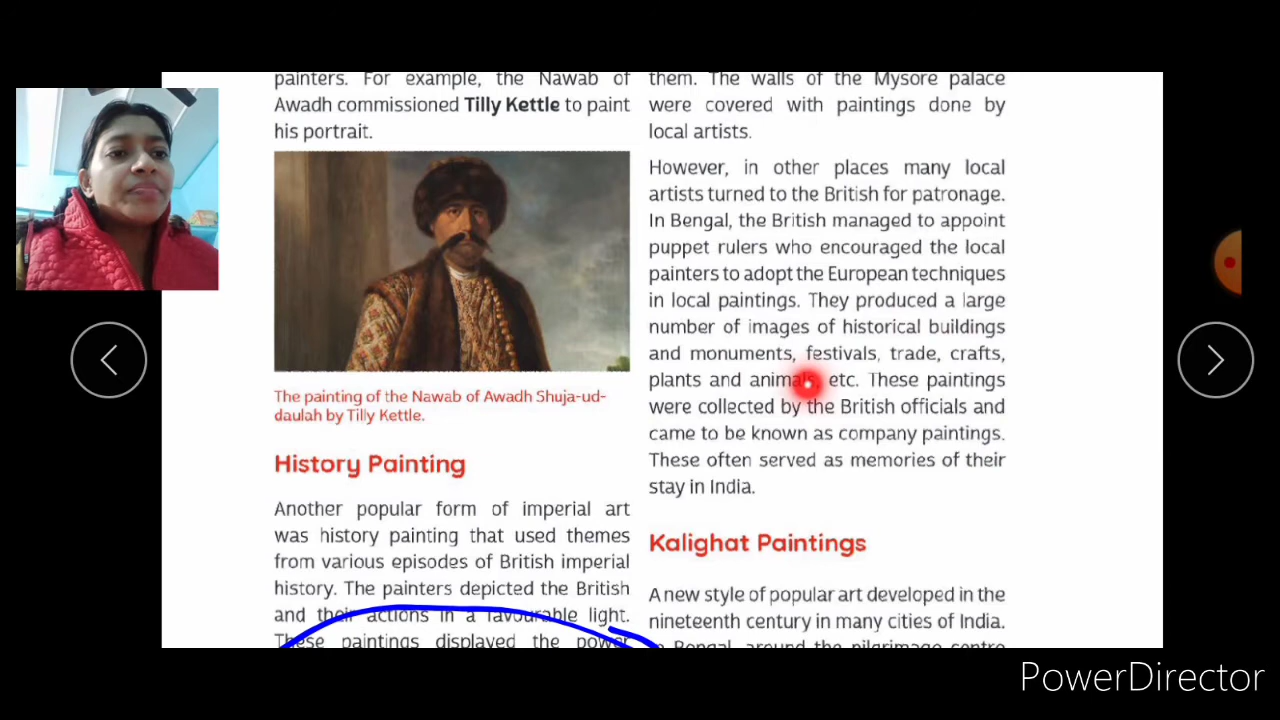 painters. For example, the Nawab of
Awadh commissioned Tilly Kettle to paint
his portrait.
The painting of the Nawab of Awadh Shuja-ud-
daulah by Tilly Kettle.
History Painting
Another popular form of imperial art
was history painting that used themes
from various episodes of British imperial
history. The painters depicted the British
and their actions in a favourable light.
These paintings displayed the power
them. The walls of the Mysore palace
were covered with paintings done by
local artists.
However, in other places many local
artists turned to the British for patronage.
In Bengal, the British managed to appoint
puppet rulers who encouraged the local
painters to adopt the European techniques
in local paintings. They produced a large
number of images of historical buildings
and monuments, festivals, trade, crafts,
plants and animals, etc. These paintings
were collected by the British officials and
came to be known as company paintings.
These often served as memories of their
stay in India.
Kalighat Paintings
A new style of popular art developed in the
nineteenth century in many cities of India.
Bengal, around the pilgrimage centre
PowerDirector